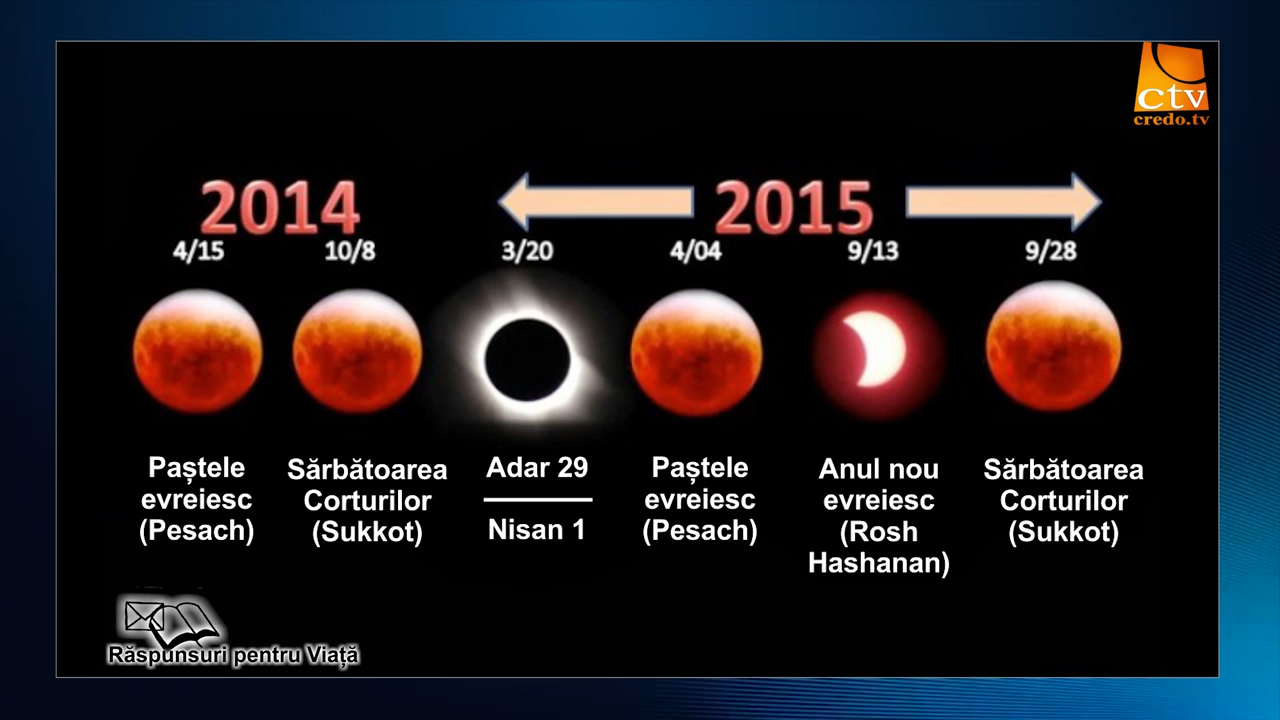 ctv
credo.tv
2014
2015
4/15
10/8
3/20
4/04
9/13
9/28
Paștele
evreiesc
(Pesach)
Sărbătoarea
Corturilor
(Sukkot)
Adar 29
Nisan 1
Paștele
evreiesc
(Pesach)
Anul nou
evreiesc
(Rosh
Hashanan)
Sărbătoarea
Corturilor
(Sukkot)
Răspunsuri pentru Viață